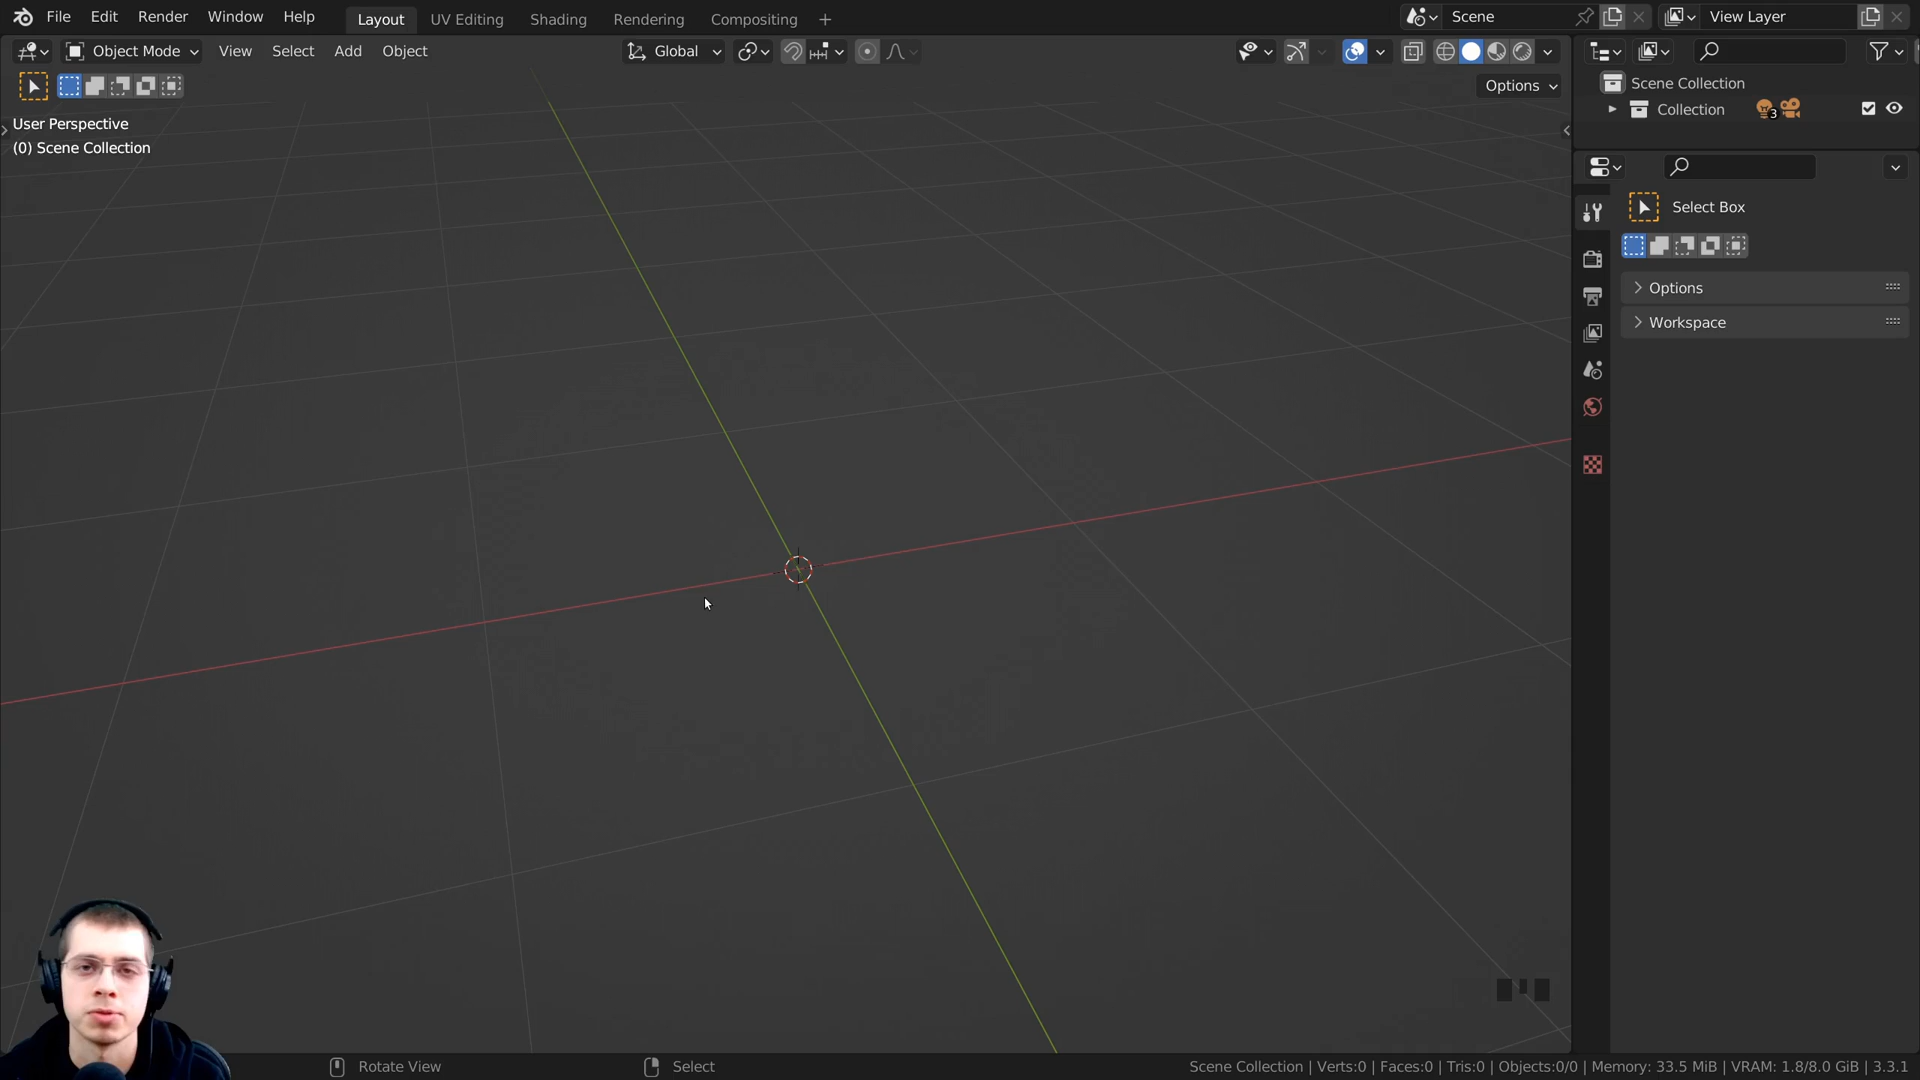 File Edit Render Window Help Layout UV Editing Shading Rendering Compositing + Scene View Layer
Object Mode View Select Add Object Global
Options
User Perspective
(0) Scene Collection
Scene Collection
Collection 3
Select Box
Options
Workspace
Rotate View Select Scene Collection | Verts:0 | Faces:0 | Tris:0 | Objects:0/0 | Memory: 33.5 MiB | VRAM: 1.8/8.0 GiB | 3.3.1